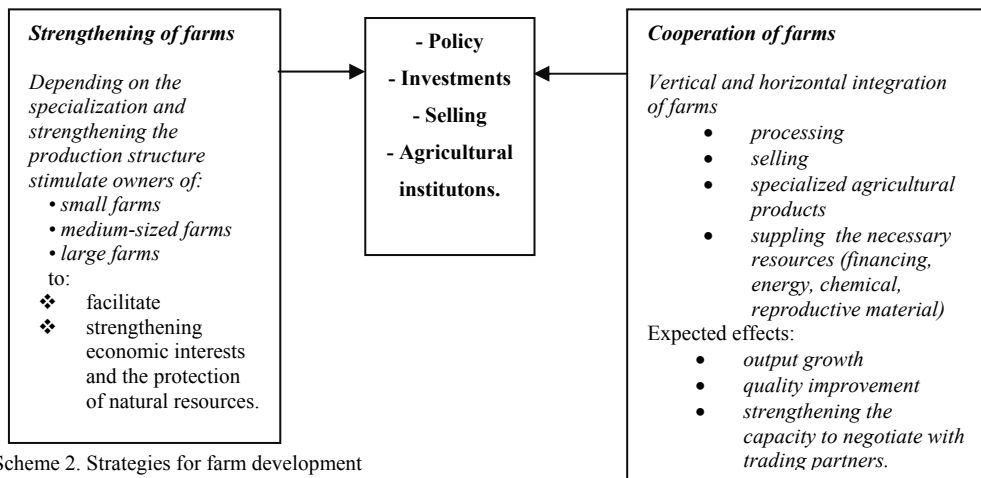 Strengthening of farms
Depending on the
specialization and
strengthening the
production structure
stimulate owners of:
• small farms
• medium-sized farms
• large farms
to:
❖ facilitate
❖ strengthening
economic interests
and the protection
of natural resources.
- Policy
- Investments
- Selling
- Agricultural
institutons.
Cooperation of farms
Vertical and horizontal integration
of farms
• processing
• selling
• specialized agricultural
products
• suppling the necessary
resources (financing,
energy, chemical,
reproductive material)
Expected effects:
• output growth
• quality improvement
• strengthening the
capacity to negotiate with
trading partners.
Scheme 2. Strategies for farm development